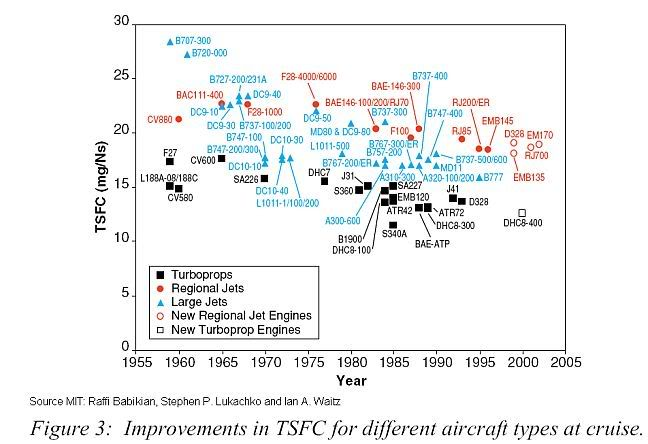 TSFC (mg/Ns)
30
25
20
15
10
5
0
B707-300
B720-000
B727-200/231A
F28-4000/6000
BAC111-400
DC9-40
DC9-10
F28-1000
CV880
DC9-30
B737-100/200
DC9-50
BAE146-100/200/RJ70
BAE-146-300
B737-400
B737-300
MD80 & DC9-80
F100
B747-400
RJ200/ER
EMB145
RJ85
D328
EM170
RJ700
EMB135
B747-100
DC10-30
L1011-500
B767-300/ER
B757-200
B737-500/600
F27
CV600
B747-200/300
DC10-10
B767-200/ER
MD11
L188A-08/188C
CV580
SA226
DC10-40
L1011-1/100/200
DHC7
J31
S360
A310-300
A320-100/200
B777
SA227
EMB120
J41
D328
A300-600
ATR42
ATR72
DHC8-300
DHC8-400
B1900
DHC8-100
S340A
BAE-ATP
Turboprops
Regional Jets
Large Jets
New Regional Jet Engines
New Turboprop Engines
1955 1960 1965 1970 1975 1980 1985 1990 1995 2000 2005
Year
Source MIT: Raffi Babikian, Stephen P. Lukachko and Ian A. Waitz
Figure 3: Improvements in TSFC for different aircraft types at cruise.